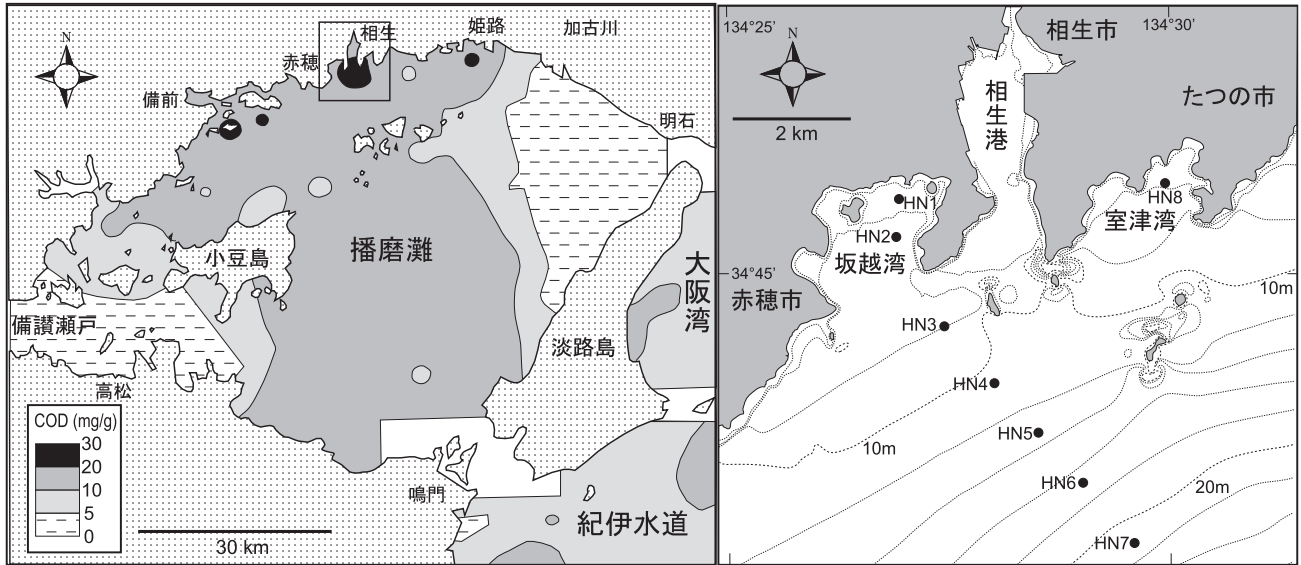 N
相生
姫路
加古川
赤穂
備前
明石
小豆島
播磨灘
大阪湾
備讃瀬戸
淡路島
高松
COD (mg/g)
30
20
10
5
0
鳴門
30 km
紀伊水道
134°25'
134°30'
N
相生市
たつの市
相生港
2 km
HN1
HN8
室津湾
HN2
坂越湾
34°45'
赤穂市
10m
HN3
HN4
HN5
10m
HN6
20m
HN7